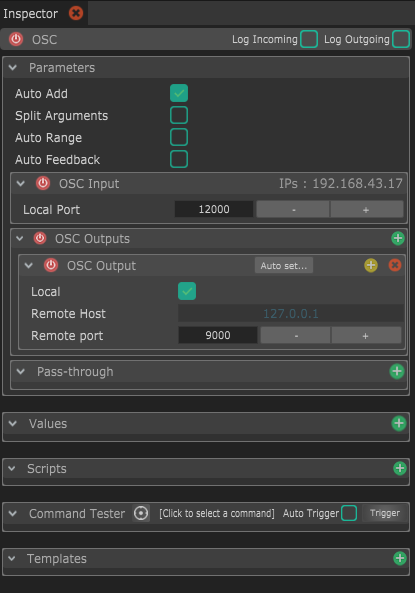 Inspector
OSC Log Incoming Log Outgoing
Parameters
Auto Add
Split Arguments
Auto Range
Auto Feedback
OSC Input IPs : 192.168.43.17
Local Port 12000 - +
OSC Outputs
OSC Output Auto set...
Local
Remote Host 127.0.0.1
Remote port 9000 - +
Pass-through
Values
Scripts
Command Tester [Click to select a command] Auto Trigger Trigger
Templates